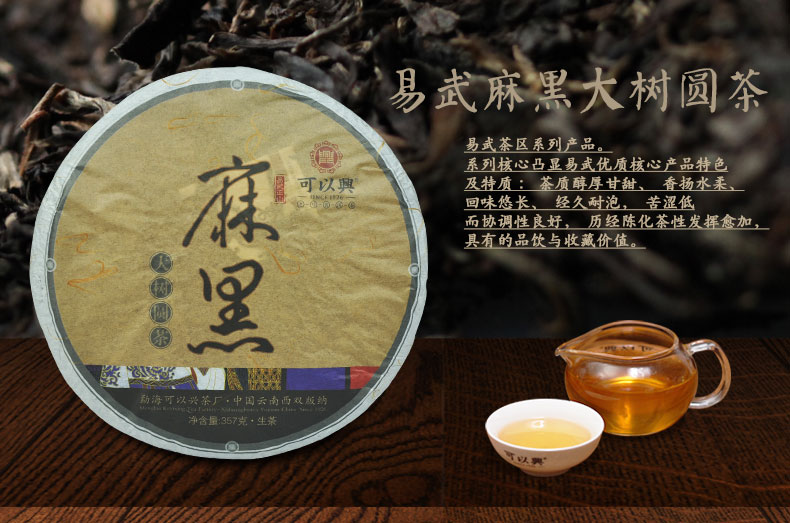 易武麻黑大树圆茶
易武茶区系列产品。
系列核心凸显易武优质核心产品特色
及特质： 茶质醇厚甘甜、 香扬水柔、
回味悠长、 经久耐泡， 苦涩低
而协调性良好， 历经陈化茶性发挥愈加，
具有的品饮与收藏价值。
可以興
SINCE 1926
麻黑
大树圆茶
勐海可以兴茶厂·中国云南西双版纳
净含量:357克·生茶
可以興